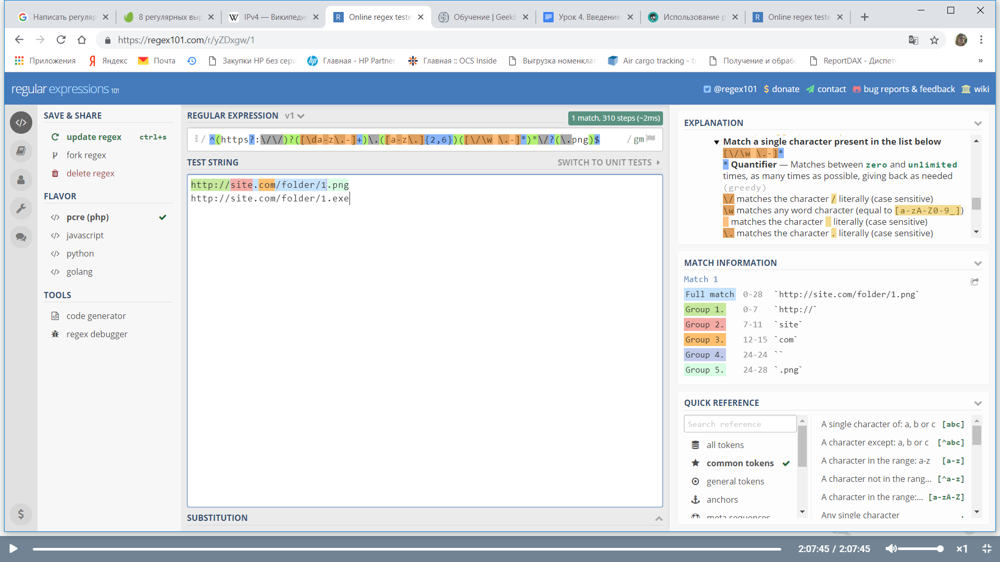 Написать регуляр
8 регулярных выр
IPv4 — Википеди
Online regex teste
Обучение | GeekB
Урок 4. Введение
Использование р
Online regex teste
https://regex101.com/r/yZDxgw/1
Приложения
Яндекс
Почта
Закупки HP без сери
Главная - HP Partner
Главная :: OCS Inside
Выгрузка номенклат
Air cargo tracking - tr
Получение и обрабо
ReportDAX - Диспетч
»
regular expressions 101
@regex101
$ donate
contact
bug reports & feedback
wiki
SAVE & SHARE
update regex ctrl+s
fork regex
delete regex
FLAVOR
pcre (php)
javascript
python
golang
TOOLS
code generator
regex debugger
REGULAR EXPRESSION v1
1 match, 310 steps (~2ms)
/ ^(https?:\/\/)?([\da-z\.-]+)\.([a-z\.]{2,6})([\/\w \.-]*)*\/?(\.png)$ / gm
TEST STRING
SWITCH TO UNIT TESTS
http://site.com/folder/1.png
http://site.com/folder/1.exe
SUBSTITUTION
EXPLANATION
Match a single character present in the list below
[\/\w \.-]*
* Quantifier — Matches between zero and unlimited
times, as many times as possible, giving back as needed
(greedy)
\/ matches the character / literally (case sensitive)
\w matches any word character (equal to [a-zA-Z0-9_])
matches the character literally (case sensitive)
\. matches the character . literally (case sensitive)
MATCH INFORMATION
Match 1
Full match 0-28 `http://site.com/folder/1.png`
Group 1. 0-7 `http://`
Group 2. 7-11 `site`
Group 3. 12-15 `com`
Group 4. 24-24 ``
Group 5. 24-28 `.png`
QUICK REFERENCE
Search reference
all tokens
common tokens
general tokens
anchors
meta sequences
A single character of: a, b or c [abc]
A character except: a, b or c [^abc]
A character in the range: a-z [a-z]
A character not in the rang... [^a-z]
A character in the range:... [a-zA-Z]
Any single character .
$
2:07:45 / 2:07:45
×1